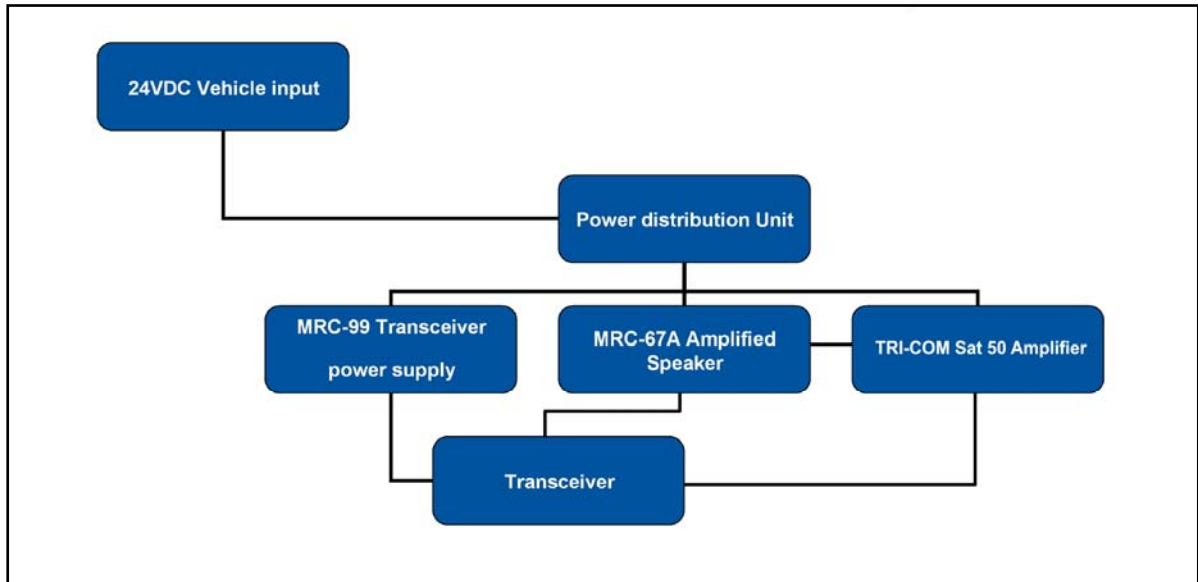 24VDC Vehicle input
Power distribution Unit
MRC-99 Transceiver
power supply
MRC-67A Amplified
Speaker
TRI-COM Sat 50 Amplifier
Transceiver